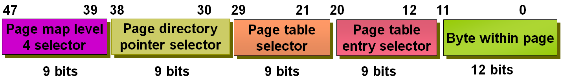 47 39 38 30 29 21 20 12 11 0
Page map level 4 selector
Page directory pointer selector
Page table selector
Page table entry selector
Byte within page
9 bits 9 bits 9 bits 9 bits 12 bits